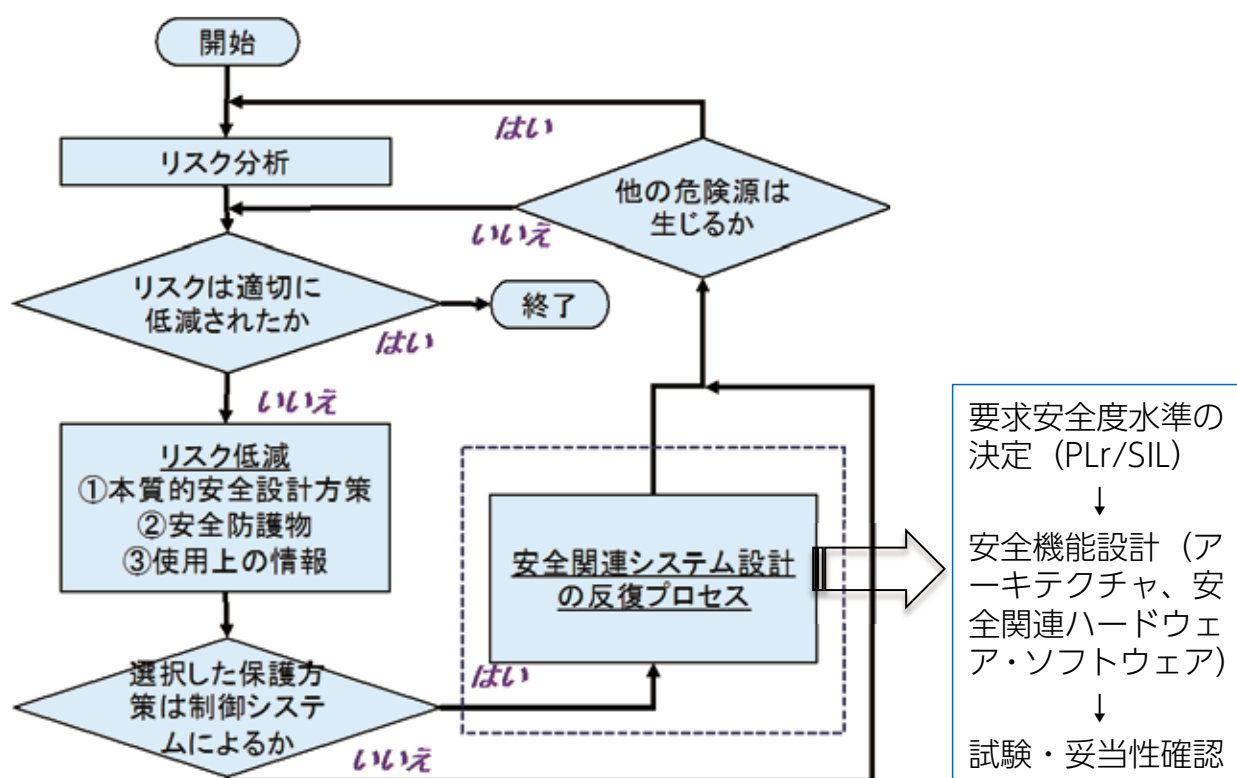 開始
はい
リスク分析
他の危険源は
生じるか
いいえ
リスクは適切に
低減されたか
終了
はい
いいえ
リスク低減
①本質的安全設計方策
②安全防護物
③使用上の情報
安全関連システム設計
の反復プロセス
選択した保護方
策は制御システ
ムによるか
はい
いいえ
要求安全度水準の
決定（PLr/SIL）
↓
安全機能設計（ア
ーキテクチャ、安
全関連ハードウェ
ア・ソフトウェア）
↓
試験・妥当性確認